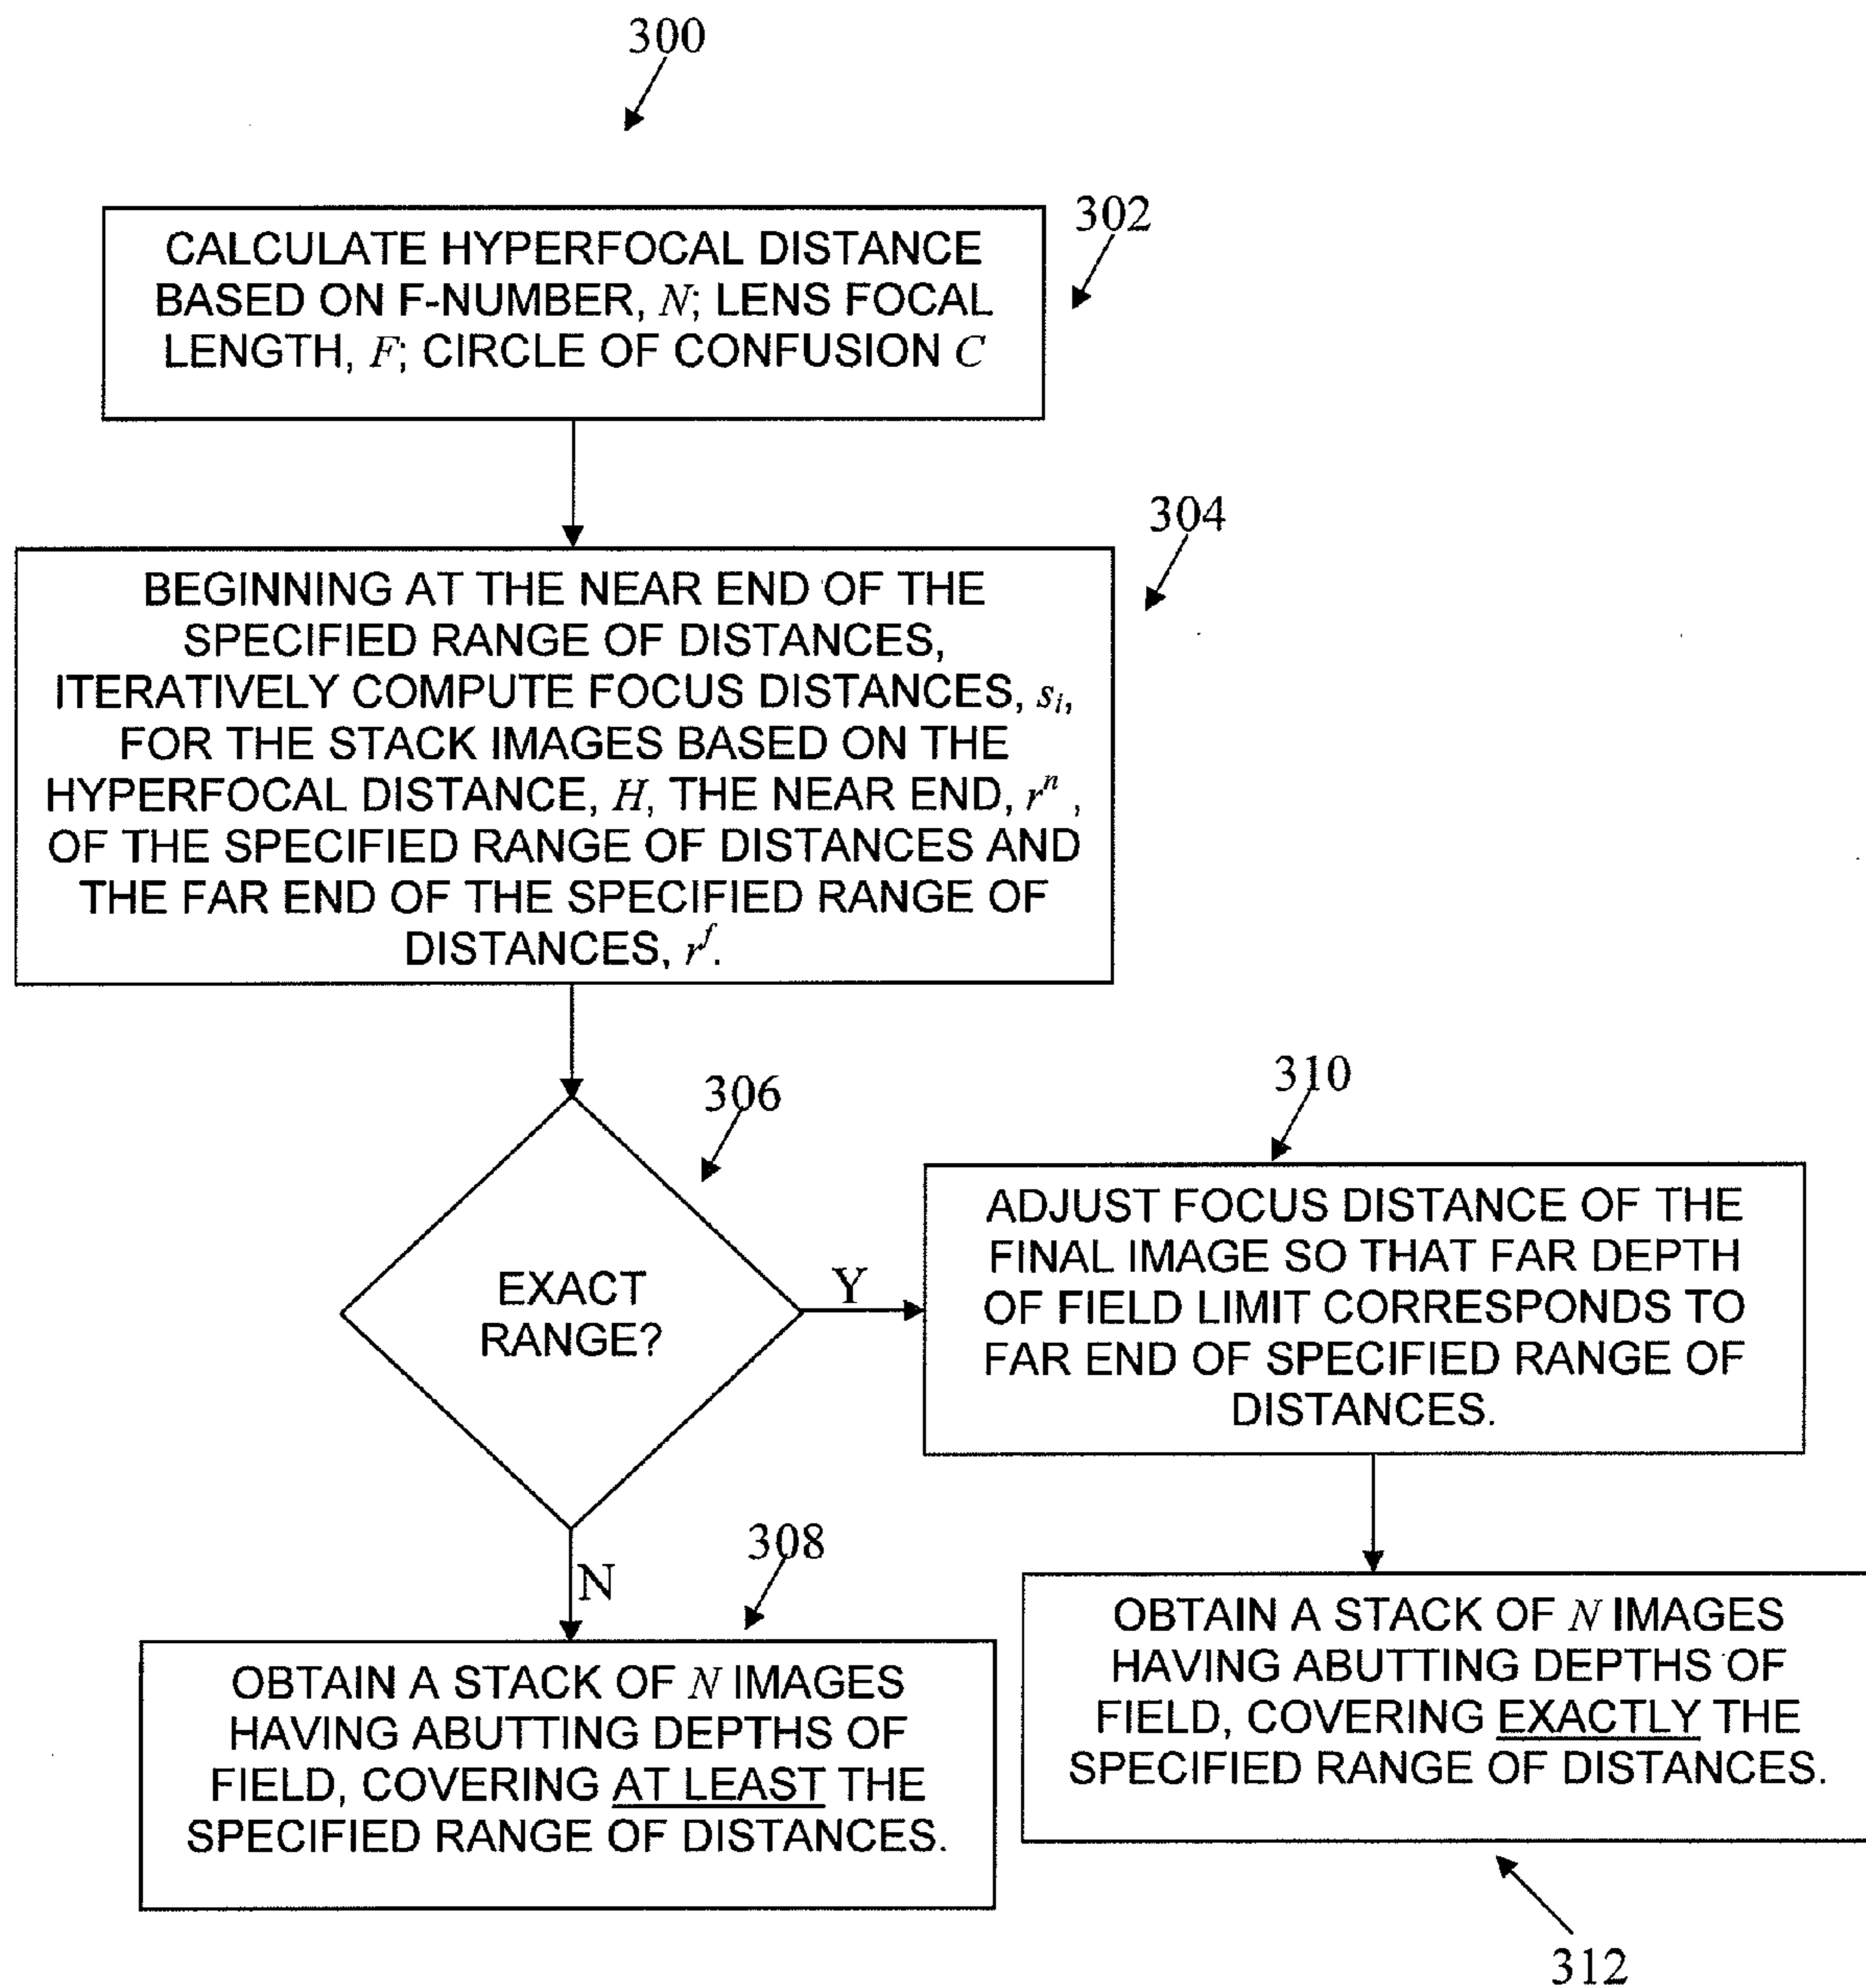 300
302
CALCULATE HYPERFOCAL DISTANCE
BASED ON F-NUMBER, N; LENS FOCAL
LENGTH, F; CIRCLE OF CONFUSION C
304
BEGINNING AT THE NEAR END OF THE
SPECIFIED RANGE OF DISTANCES,
ITERATIVELY COMPUTE FOCUS DISTANCES, sᵢ,
FOR THE STACK IMAGES BASED ON THE
HYPERFOCAL DISTANCE, H, THE NEAR END, rⁿ ,
OF THE SPECIFIED RANGE OF DISTANCES AND
THE FAR END OF THE SPECIFIED RANGE OF
DISTANCES, rᶠ.
306
EXACT
RANGE?
Y
N
310
ADJUST FOCUS DISTANCE OF THE
FINAL IMAGE SO THAT FAR DEPTH
OF FIELD LIMIT CORRESPONDS TO
FAR END OF SPECIFIED RANGE OF
DISTANCES.
308
OBTAIN A STACK OF N IMAGES
HAVING ABUTTING DEPTHS OF
FIELD, COVERING AT LEAST THE
SPECIFIED RANGE OF DISTANCES.
OBTAIN A STACK OF N IMAGES
HAVING ABUTTING DEPTHS OF
FIELD, COVERING EXACTLY THE
SPECIFIED RANGE OF DISTANCES.
312